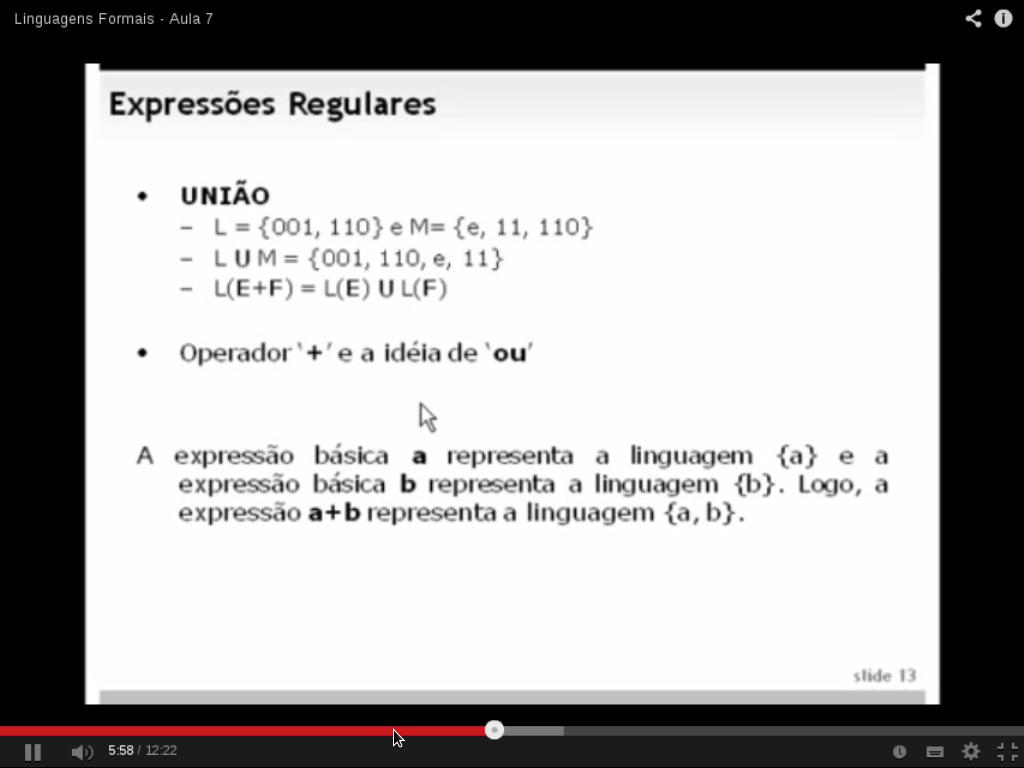 Linguagens Formais - Aula 7
Expressões Regulares
• UNIÃO
– L = {001, 110} e M= {e, 11, 110}
– L U M = {001, 110, e, 11}
– L(E+F) = L(E) U L(F)
• Operador ‘+’ e a idéia de ‘ou’
A expressão básica a representa a linguagem {a} e a
expressão básica b representa a linguagem {b}. Logo, a
expressão a+b representa a linguagem {a, b}.
slide 13
5:58 / 12:22